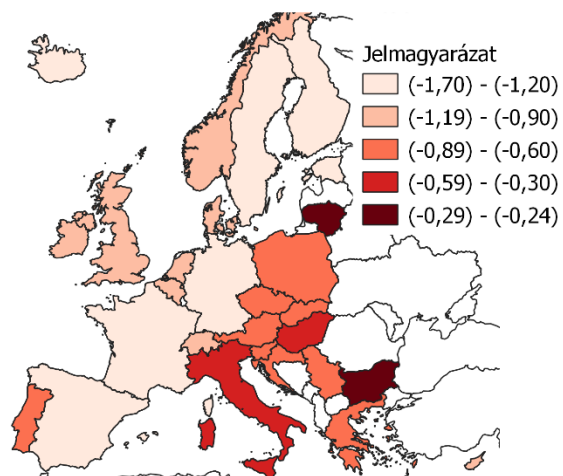 Jelmagyarázat
(-1,70) - (-1,20)
(-1,19) - (-0,90)
(-0,89) - (-0,60)
(-0,59) - (-0,30)
(-0,29) - (-0,24)